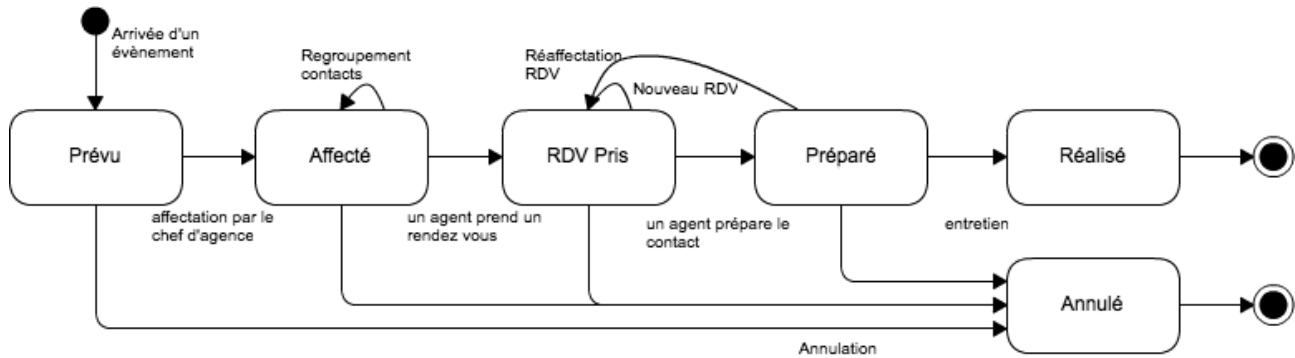 Arrivée d'un
évènement
Regroupement
contacts
Réaffectation
RDV
Nouveau RDV
Prévu
Affecté
RDV Pris
Préparé
Réalisé
affectation par le
chef d'agence
un agent prend un
rendez vous
un agent prépare le
contact
entretien
Annulé
Annulation